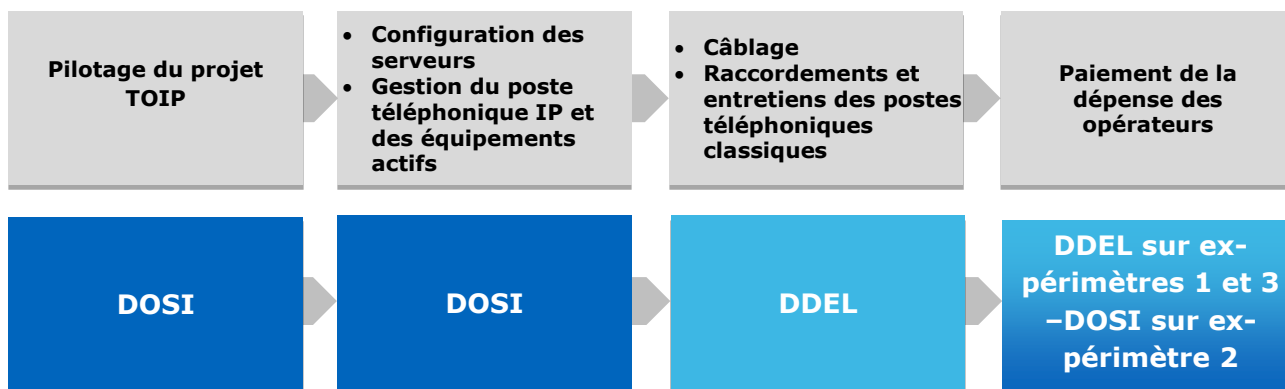 Pilotage du projet
TOIP
• Configuration des
serveurs
• Gestion du poste
téléphonique IP et
des équipements
actifs
• Câblage
• Raccordements et
entretiens des postes
téléphoniques
classiques
Paiement de la
dépense des
opérateurs
DOSI
DOSI
DDEL
DDEL sur ex-
périmètres 1 et 3
–DOSI sur ex-
périmètre 2